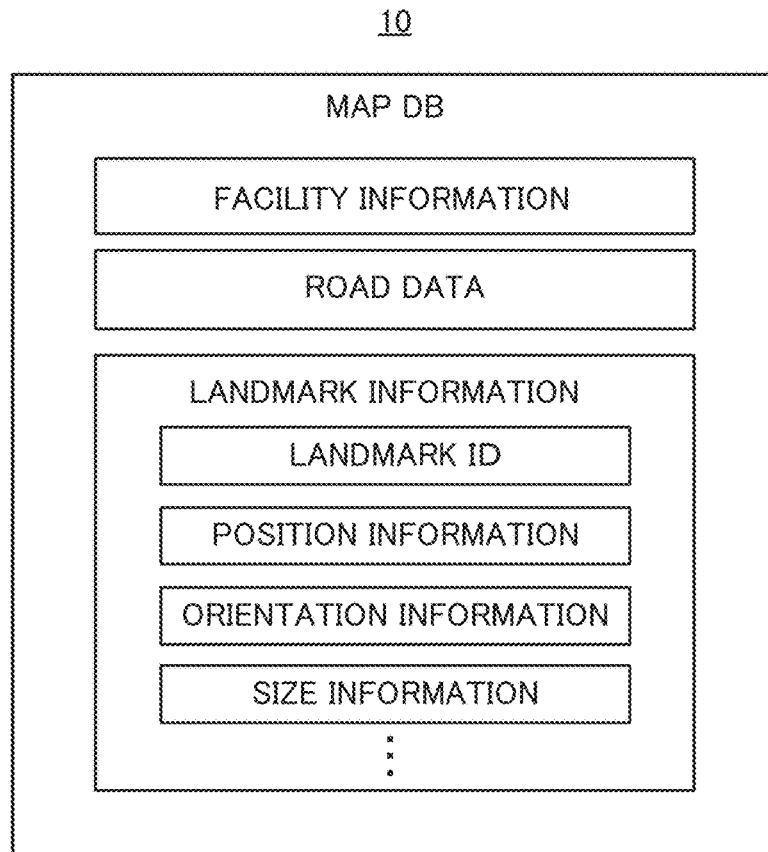 10
MAP DB
FACILITY INFORMATION
ROAD DATA
LANDMARK INFORMATION
LANDMARK ID
POSITION INFORMATION
ORIENTATION INFORMATION
SIZE INFORMATION